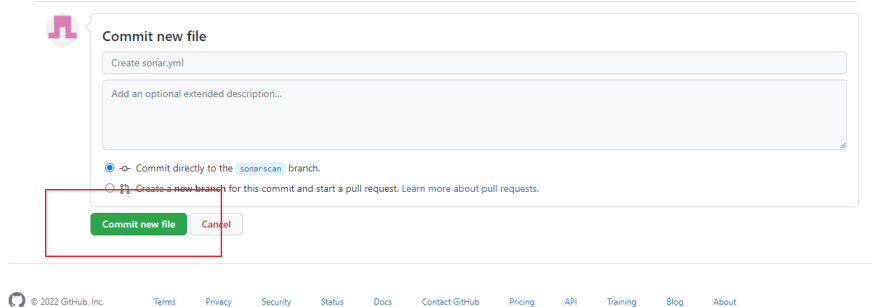 Commit new file
Create sonar.yml
Add an optional extended description...
Commit directly to the sonarscan branch.
Create a new branch for this commit and start a pull request. Learn more about pull requests.
Commit new file Cancel
© 2022 GitHub, Inc. Terms Privacy Security Status Docs Contact GitHub Pricing API Training Blog About